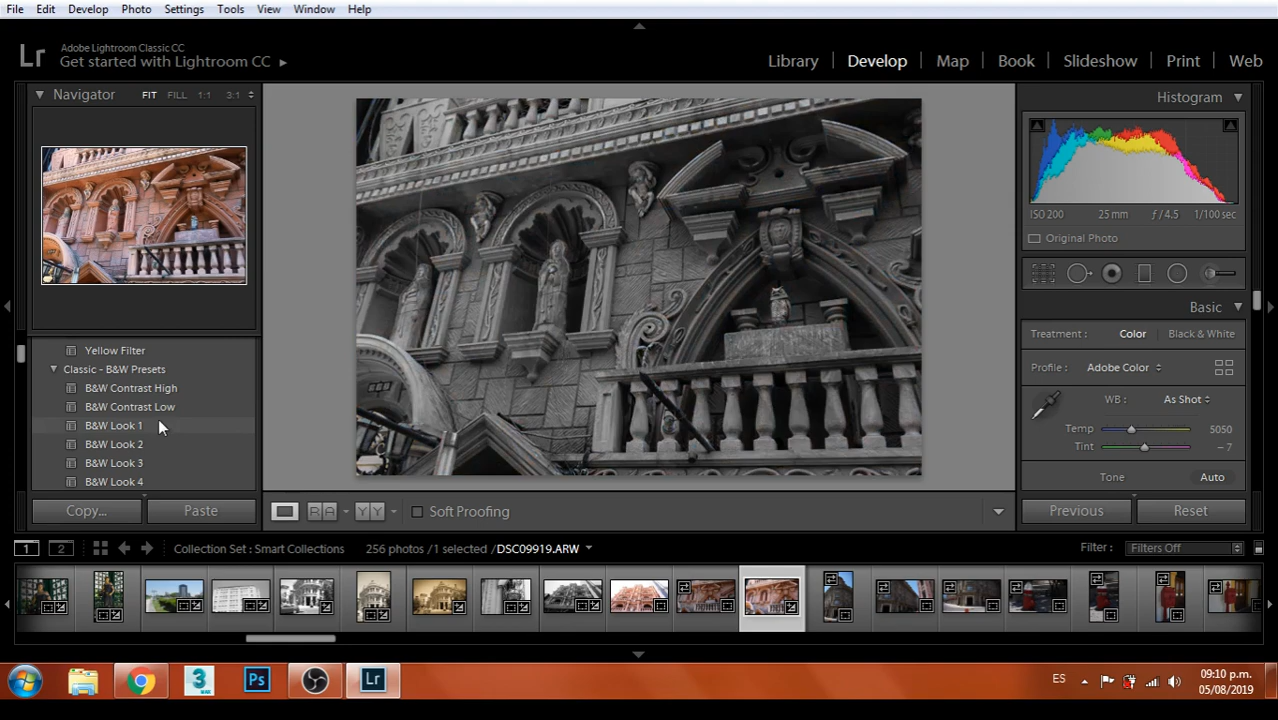 File Edit Develop Photo Settings Tools View Window Help
Lr
Adobe Lightroom Classic CC
Get started with Lightroom CC
Library Develop Map Book Slideshow Print Web
Navigator FIT FILL 1:1 3:1
Histogram
ISO 200 25 mm ƒ / 4.5 1/100 sec
Original Photo
Basic
Treatment : Color Black & White
Profile : Adobe Color
WB : As Shot
Temp 5050
Tint - 7
Tone Auto
Yellow Filter
Classic - B&W Presets
B&W Contrast High
B&W Contrast Low
B&W Look 1
B&W Look 2
B&W Look 3
B&W Look 4
Copy... Paste
R A Y Y Soft Proofing
Previous Reset
1 2 Collection Set : Smart Collections 256 photos / 1 selected / DSC09919.ARW Filter : Filters Off
3 Ps Lr
ES 09:10 p.m.
05/08/2019